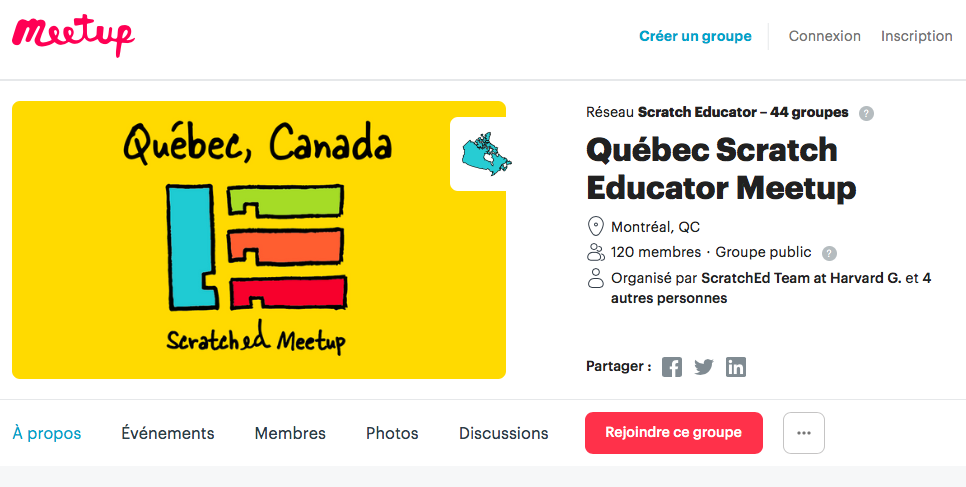 Meetup
Créer un groupe
Connexion
Inscription
Québec, Canada
Scratched Meetup
Réseau Scratch Educator – 44 groupes ?
Québec Scratch
Educator Meetup
Montréal, QC
120 membres · Groupe public ?
Organisé par ScratchEd Team at Harvard G. et 4
autres personnes
Partager :
À propos
Événements
Membres
Photos
Discussions
Rejoindre ce groupe